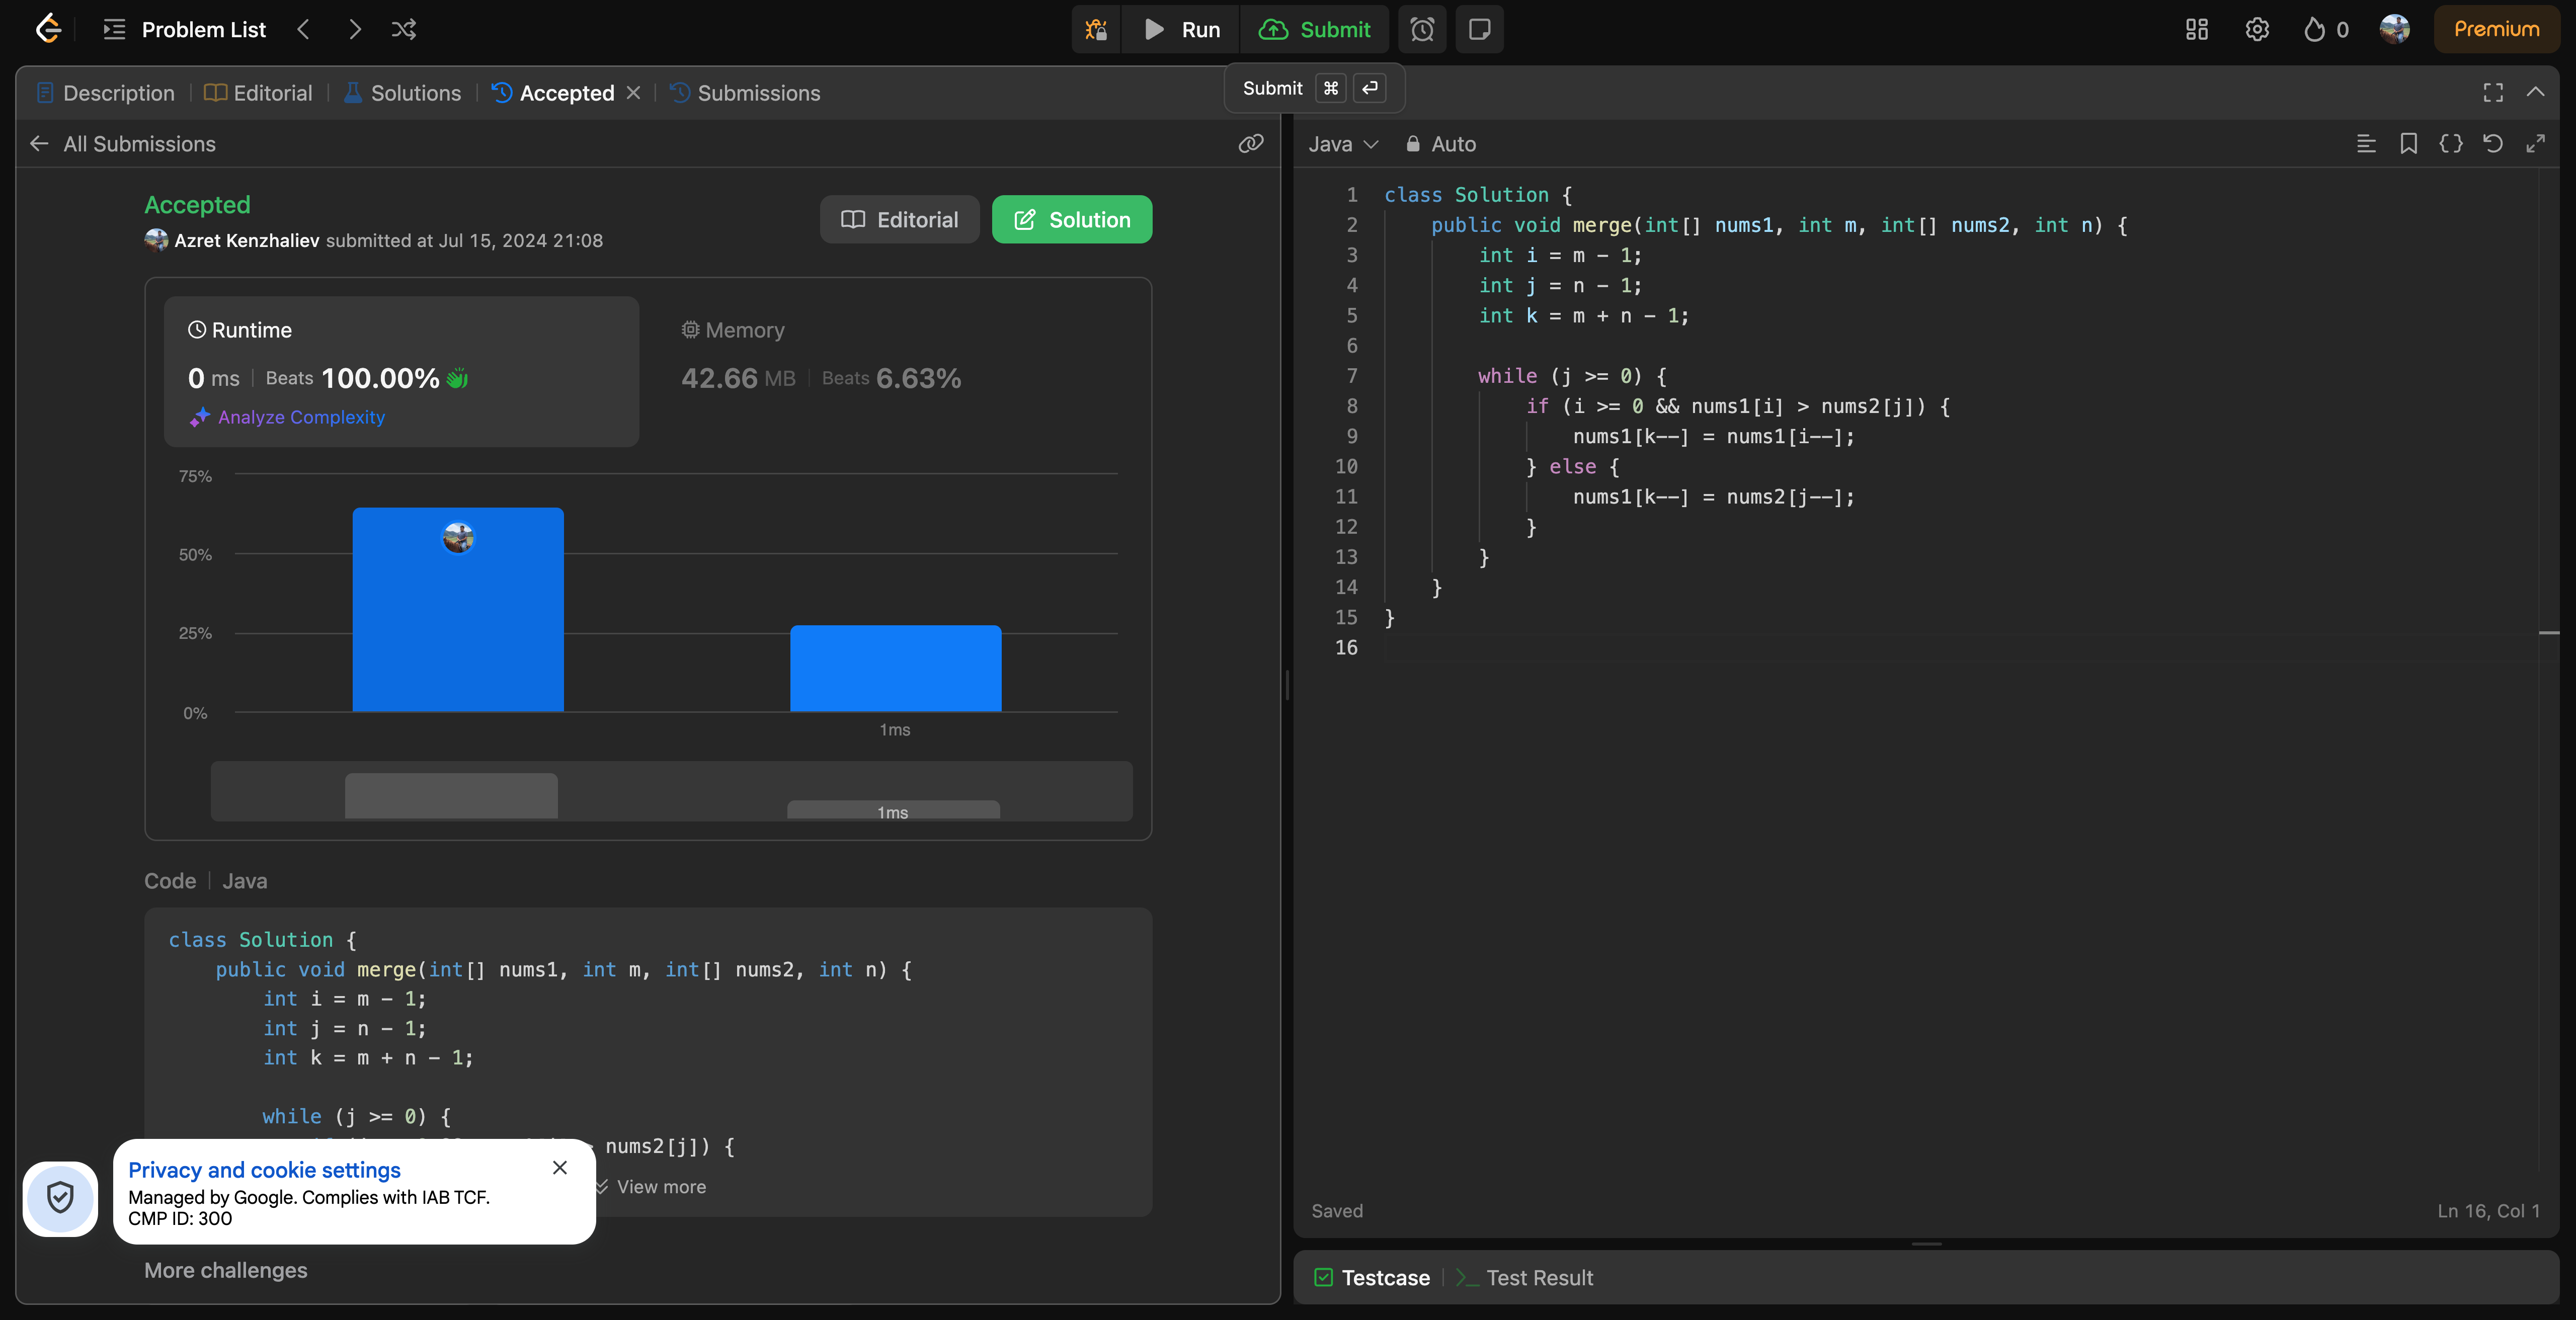 Problem List
Run
Submit
0
Premium
Description
Editorial
Solutions
Accepted
Submissions
Submit ⌘
All Submissions
Accepted
Azret Kenzhaliev submitted at Jul 15, 2024 21:08
Editorial
Solution
Runtime
0 ms
Beats 100.00%
Analyze Complexity
Memory
42.66 MB
Beats 6.63%
75%
50%
25%
0%
1ms
1ms
Code
Java
class Solution {
public void merge(int[] nums1, int m, int[] nums2, int n) {
int i = m - 1;
int j = n - 1;
int k = m + n - 1;
while (j >= 0) {
nums2[j]) {
View more
Privacy and cookie settings
Managed by Google. Complies with IAB TCF.
CMP ID: 300
More challenges
Java
Auto
1 class Solution {
2 public void merge(int[] nums1, int m, int[] nums2, int n) {
3 int i = m - 1;
4 int j = n - 1;
5 int k = m + n - 1;
6
7 while (j >= 0) {
8 if (i >= 0 && nums1[i] > nums2[j]) {
9 nums1[k--] = nums1[i--];
10 } else {
11 nums1[k--] = nums2[j--];
12 }
13 }
14 }
15 }
16
Saved
Ln 16, Col 1
Testcase
Test Result